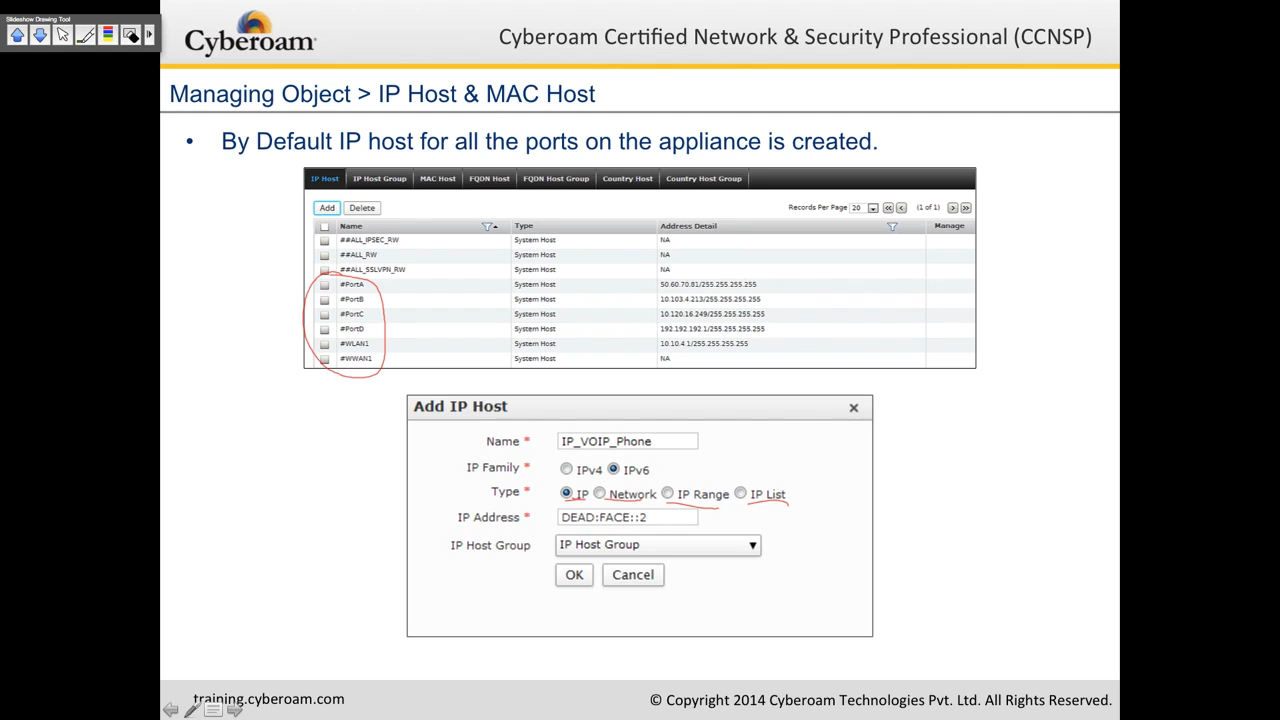 Slideshow Drawing Tool
Cyberoam
Cyberoam Certified Network & Security Professional (CCNSP)
Managing Object > IP Host & MAC Host
• By Default IP host for all the ports on the appliance is created.
IP Host IP Host Group MAC Host FQDN Host FQDN Host Group Country Host Country Host Group
Add Delete Records Per Page 20 (1 of 1)
Name Type Address Detail Manage
##ALL_IPSEC_RW System Host NA
##ALL_RW System Host NA
##ALL_SSLVPN_RW System Host NA
#PortA System Host 50.60.70.81/255.255.255.255
#PortB System Host 10.103.4.213/255.255.255.255
#PortC System Host 10.120.16.249/255.255.255.255
#PortD System Host 192.192.192.1/255.255.255.255
#WLAN1 System Host 10.10.4.1/255.255.255.255
#WWAN1 System Host NA
Add IP Host
Name * IP_VOIP_Phone
IP Family * IPv4 IPv6
Type * IP Network IP Range IP List
IP Address * DEAD:FACE::2
IP Host Group IP Host Group
OK Cancel
training.cyberoam.com
© Copyright 2014 Cyberoam Technologies Pvt. Ltd. All Rights Reserved.